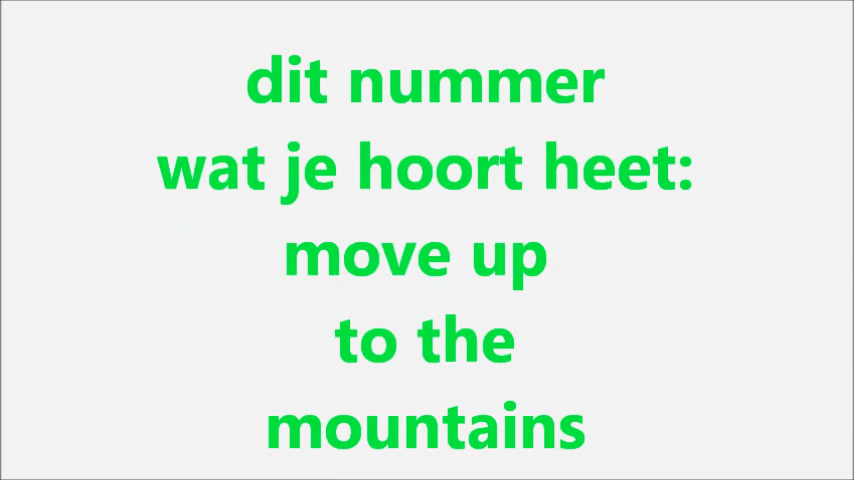 dit nummer
wat je hoort heet:
move up
to the
mountains